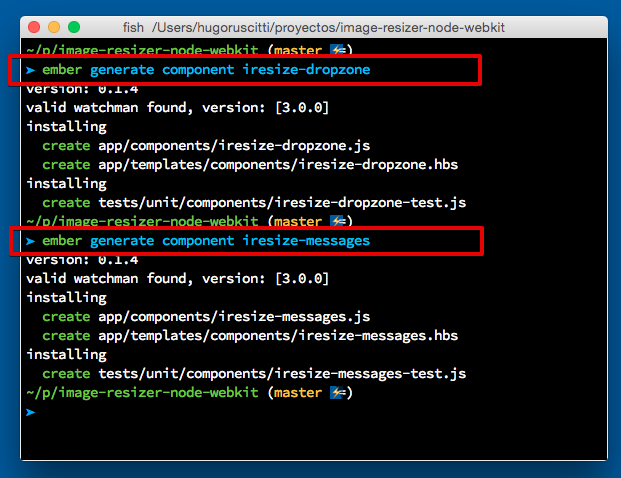 fish /Users/hugoruscitti/proyectos/image-resizer-node-webkit
~/p/image-resizer-node-webkit (master ⚡=)
➤ ember generate component iresize-dropzone
version: 0.1.4
valid watchman found, version: [3.0.0]
installing
  create app/components/iresize-dropzone.js
  create app/templates/components/iresize-dropzone.hbs
installing
  create tests/unit/components/iresize-dropzone-test.js
~/p/image-resizer-node-webkit (master ⚡=)
➤ ember generate component iresize-messages
version: 0.1.4
valid watchman found, version: [3.0.0]
installing
  create app/components/iresize-messages.js
  create app/templates/components/iresize-messages.hbs
installing
  create tests/unit/components/iresize-messages-test.js
~/p/image-resizer-node-webkit (master ⚡=)
➤